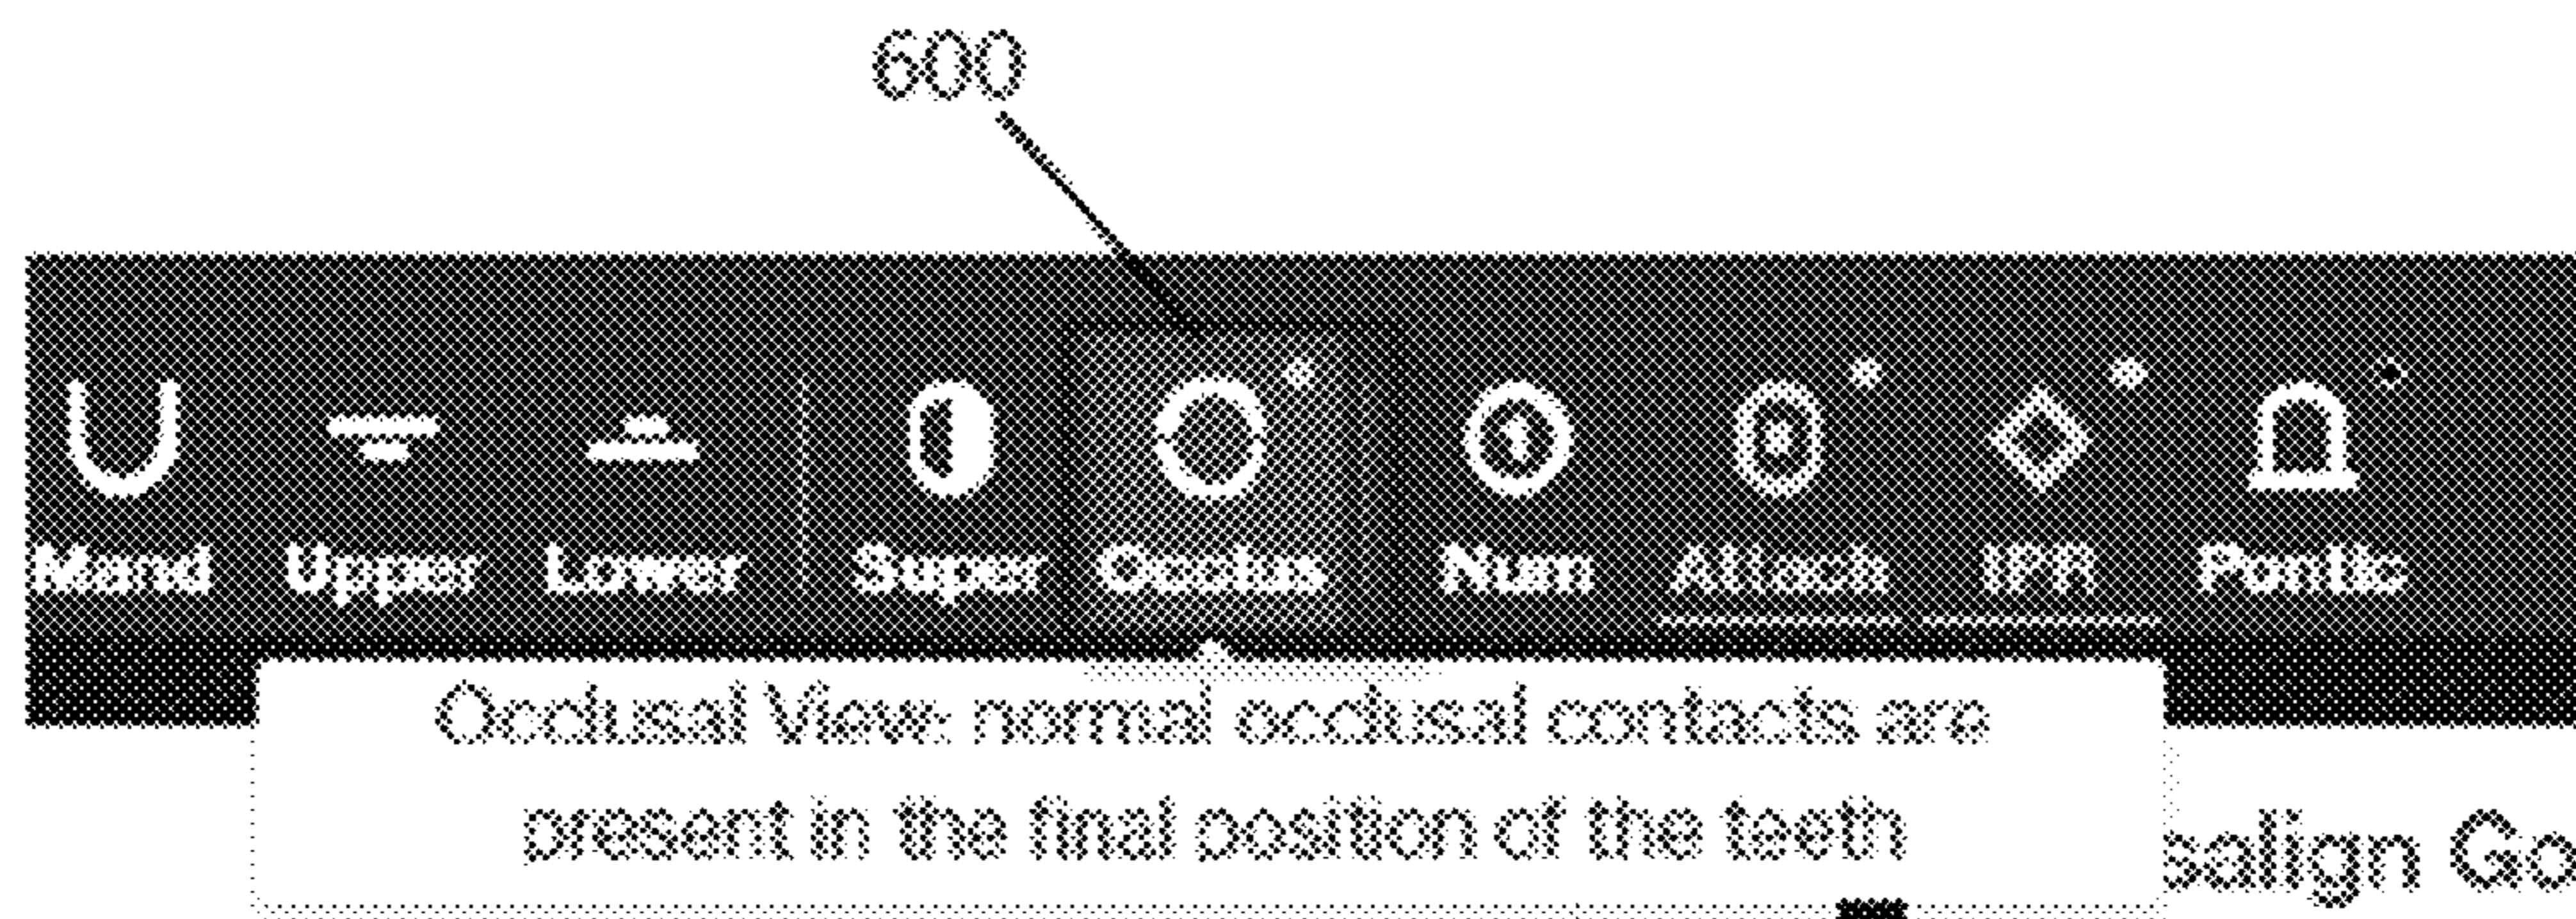 600
Mand Upper Lower Super Occlus Num Attach IPR Pontic
Occlusal View: normal occlusal contacts are
present in the final position of the teeth
salign Go